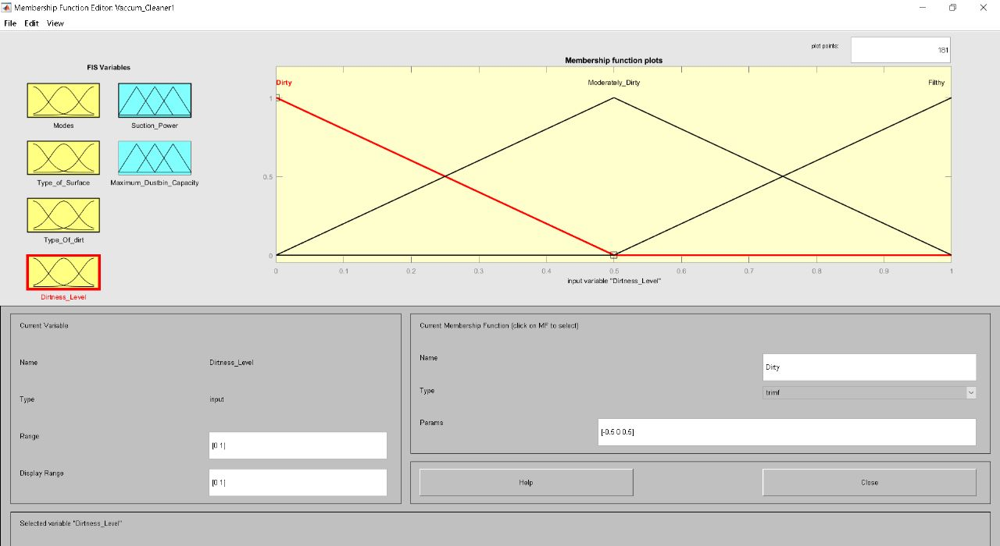 Membership Function Editor: Vaccum_Cleaner1
File Edit View
plot points:
181
FIS Variables
Modes
Suction_Power
Type_of_Surface
Maximum_Dustbin_Capacity
Type_Of_dirt
Dirtness_Level
Membership function plots
Dirty
Moderately_Dirty
Filthy
1
0.5
0
0 0.1 0.2 0.3 0.4 0.5 0.6 0.7 0.8 0.9 1
input variable "Dirtness_Level"
Current Variable
Name
Dirtness_Level
Type
input
Range
[0 1]
Display Range
[0 1]
Current Membership Function (click on MF to select)
Name
Dirty
Type
trimf
Params
[-0.5 0 0.5]
Help
Close
Selected variable "Dirtness_Level"